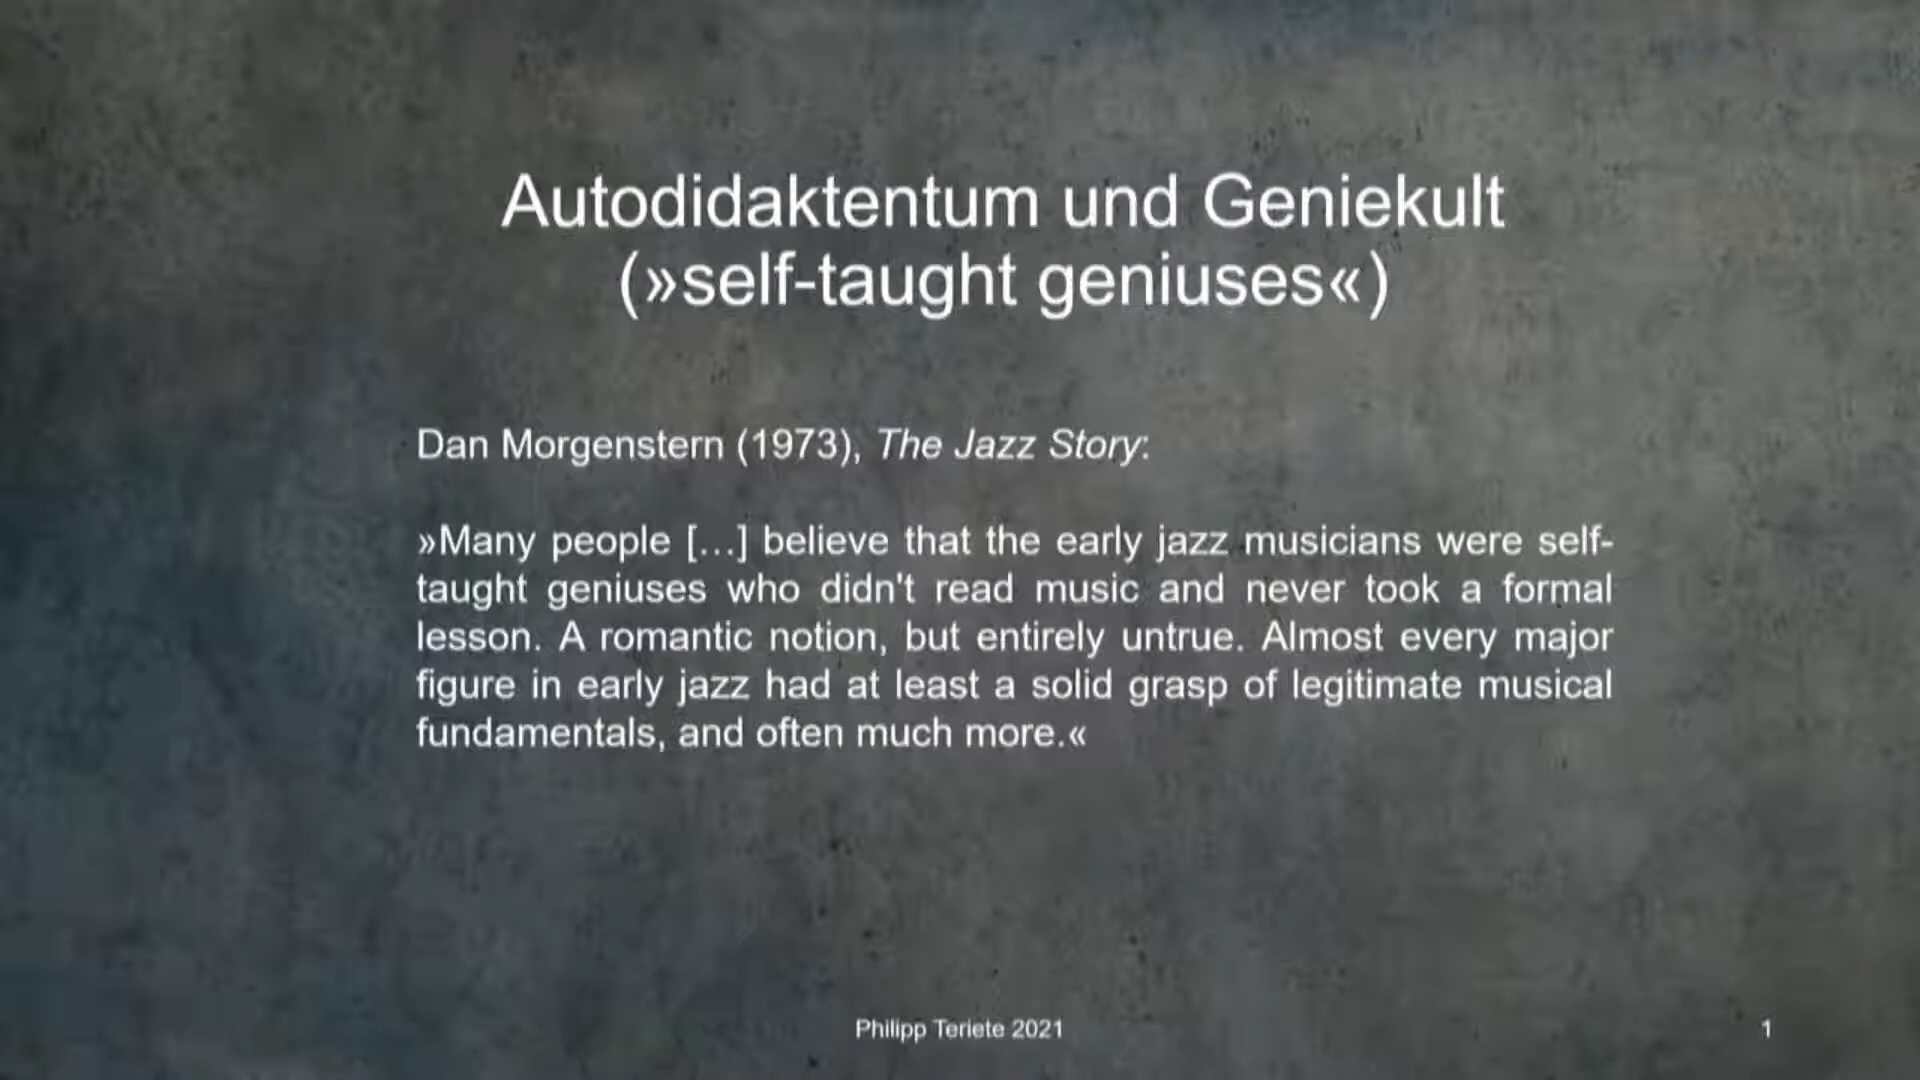 Autodidaktentum und Geniekult
(»self-taught geniuses«)
Dan Morgenstern (1973), The Jazz Story:
»Many people [...] believe that the early jazz musicians were self-
taught geniuses who didn't read music and never took a formal
lesson. A romantic notion, but entirely untrue. Almost every major
figure in early jazz had at least a solid grasp of legitimate musical
fundamentals, and often much more.«
Philipp Teriete 2021
1